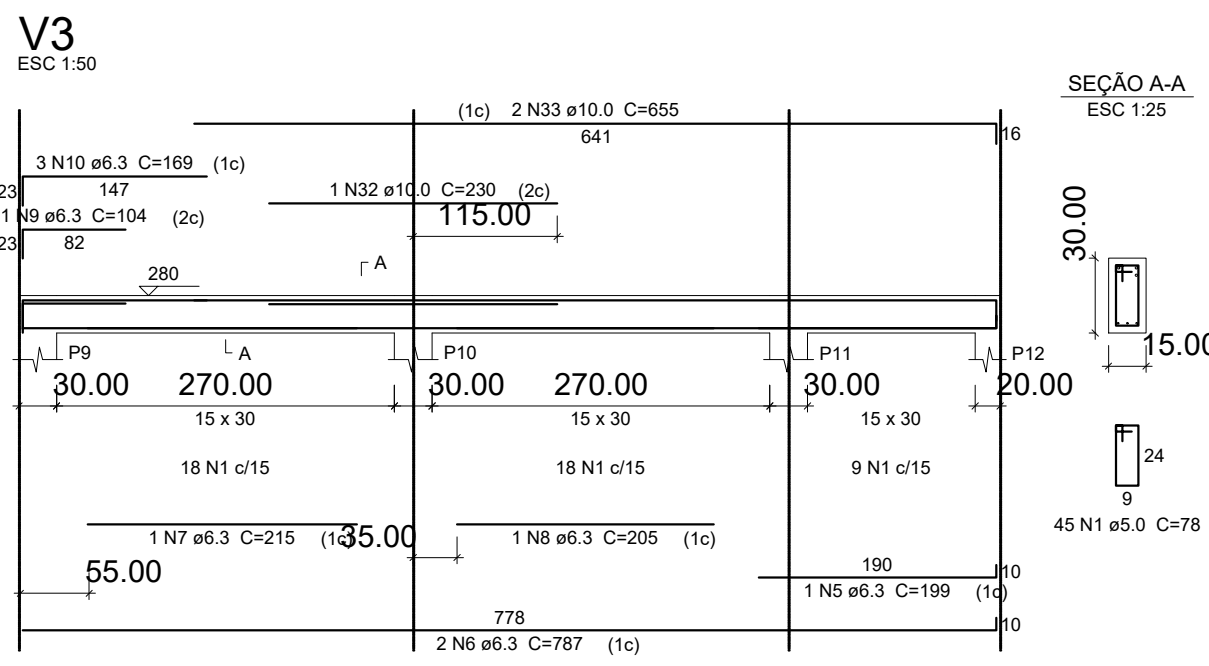 V3
ESC 1:50
SEÇÃO A-A
ESC 1:25
(1c) 2 N33 ø10.0 C=655
641
16
3 N10 ø6.3 C=169 (1c)
23
147
1 N32 ø10.0 C=230 (2c)
1 N9 ø6.3 C=104 (2c)
115.00
23
82
A
280
30.00
P9
A
P10
P11
P12
15.00
30.00
270.00
30.00
270.00
30.00
20.00
15 x 30
15 x 30
15 x 30
18 N1 c/15
18 N1 c/15
9 N1 c/15
24
9
45 N1 ø5.0 C=78
1 N7 ø6.3 C=215 (1c)
35.00
1 N8 ø6.3 C=205 (1c)
55.00
190
10
1 N5 ø6.3 C=199 (1c)
778
10
2 N6 ø6.3 C=787 (1c)